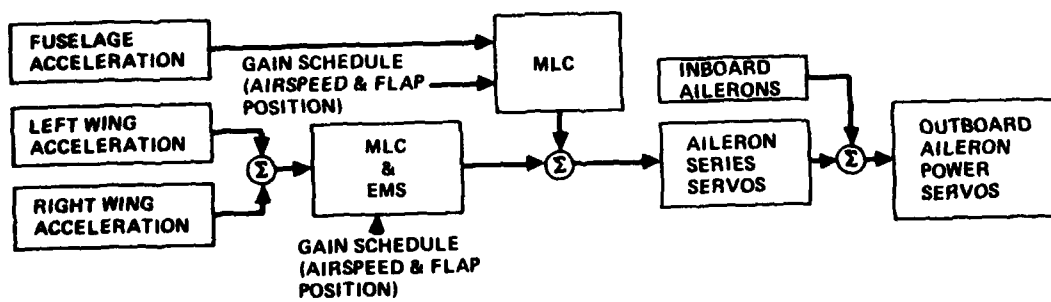 FUSELAGE
ACCELERATION
GAIN SCHEDULE
(AIRSPEED & FLAP
POSITION)
MLC
INBOARD
AILERONS
LEFT WING
ACCELERATION
Σ
RIGHT WING
ACCELERATION
MLC
&
EMS
GAIN SCHEDULE
(AIRSPEED & FLAP
POSITION)
Σ
AILERON
SERIES
SERVOS
Σ
OUTBOARD
AILERON
POWER
SERVOS